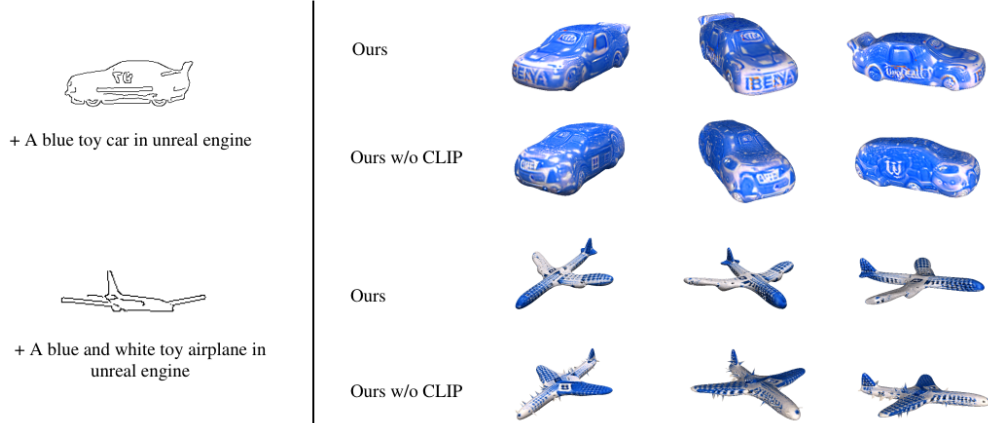 Ours
+ A blue toy car in unreal engine
Ours w/o CLIP
Ours
+ A blue and white toy airplane in
unreal engine
Ours w/o CLIP
IBEIYA